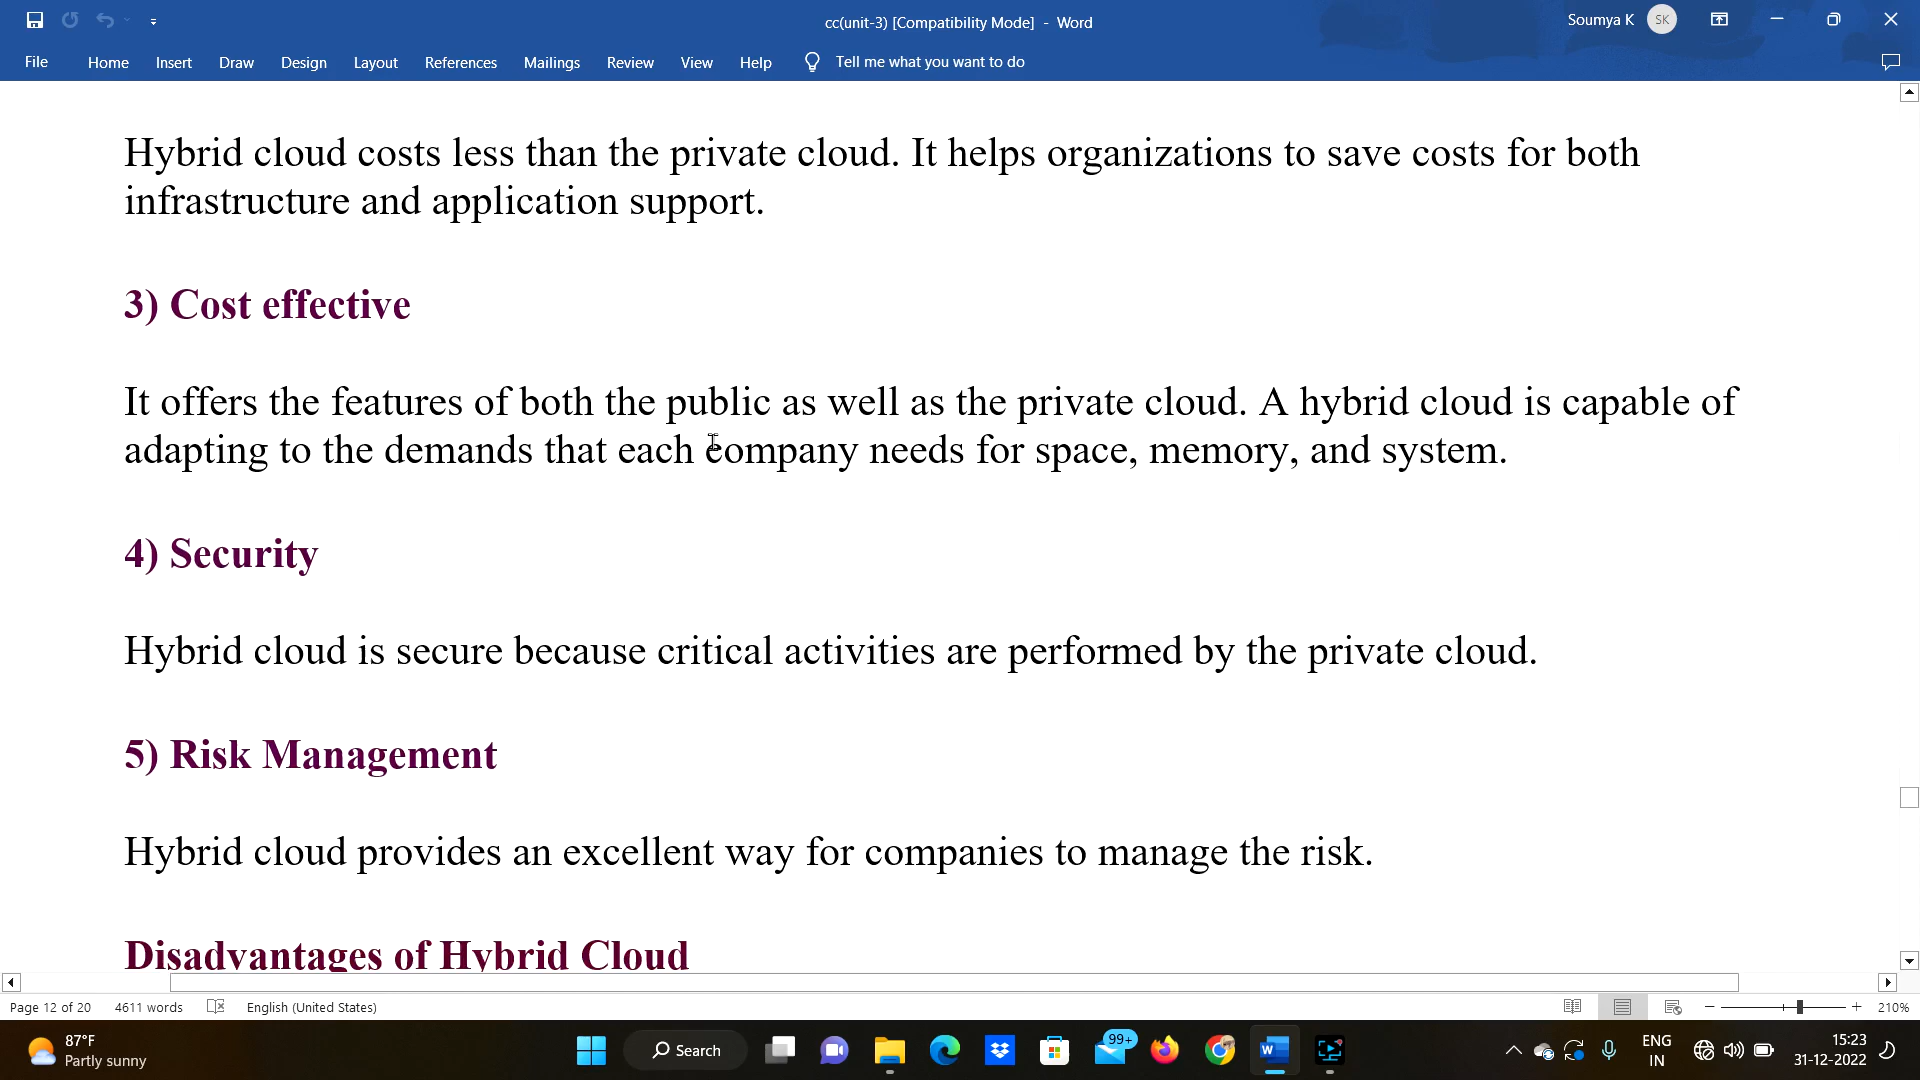 cc(unit-3) [Compatibility Mode] - Word
Soumya K
SK
File Home Insert Draw Design Layout References Mailings Review View Help Tell me what you want to do
Hybrid cloud costs less than the private cloud. It helps organizations to save costs for both
infrastructure and application support.
3) Cost effective
It offers the features of both the public as well as the private cloud. A hybrid cloud is capable of
adapting to the demands that each company needs for space, memory, and system.
4) Security
Hybrid cloud is secure because critical activities are performed by the private cloud.
5) Risk Management
Hybrid cloud provides an excellent way for companies to manage the risk.
Disadvantages of Hybrid Cloud
Page 12 of 20 4611 words English (United States) 210%
87°F
Partly sunny
Search
99+
ENG
IN
15:23
31-12-2022